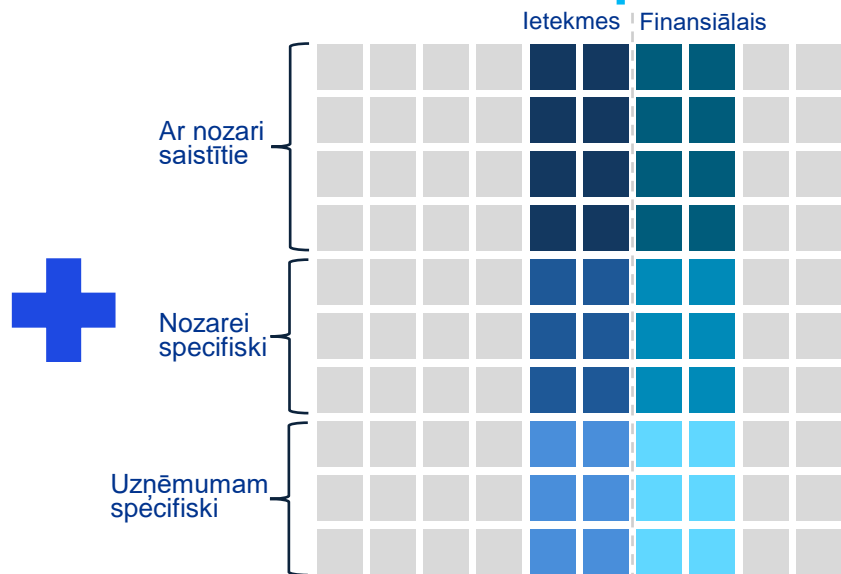 Ietekmes Finansiālais
Ar nozari
saistītie
Nozarei
specifiski
Uzņēmumam
specifiski